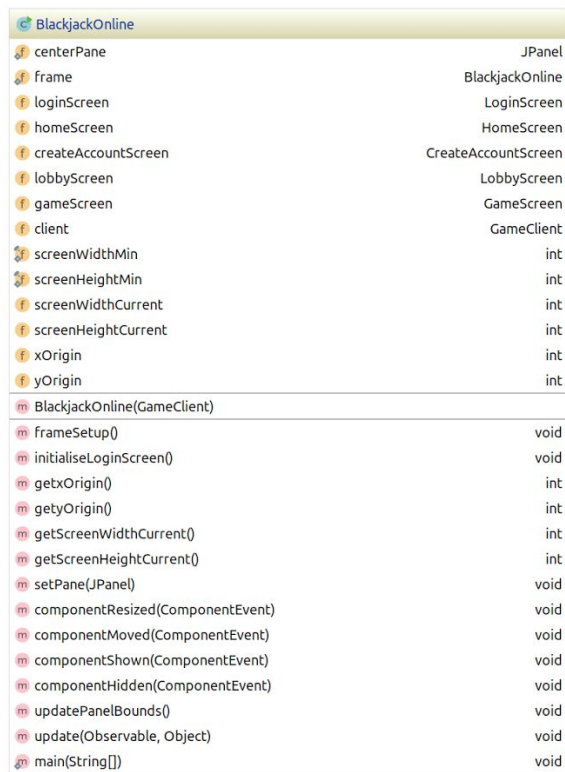 BlackjackOnline
centerPane JPanel
frame BlackjackOnline
loginScreen LoginScreen
homeScreen HomeScreen
createAccountScreen CreateAccountScreen
lobbyScreen LobbyScreen
gameScreen GameScreen
client GameClient
screenWidthMin int
screenHeightMin int
screenWidthCurrent int
screenHeightCurrent int
xOrigin int
yOrigin int
BlackjackOnline(GameClient)
frameSetup() void
initialiseLoginScreen() void
getxOrigin() int
getyOrigin() int
getScreenWidthCurrent() int
getScreenHeightCurrent() int
setPane(JPanel) void
componentResized(ComponentEvent) void
componentMoved(ComponentEvent) void
componentShown(ComponentEvent) void
componentHidden(ComponentEvent) void
updatePanelBounds() void
update(Observable, Object) void
main(String[]) void